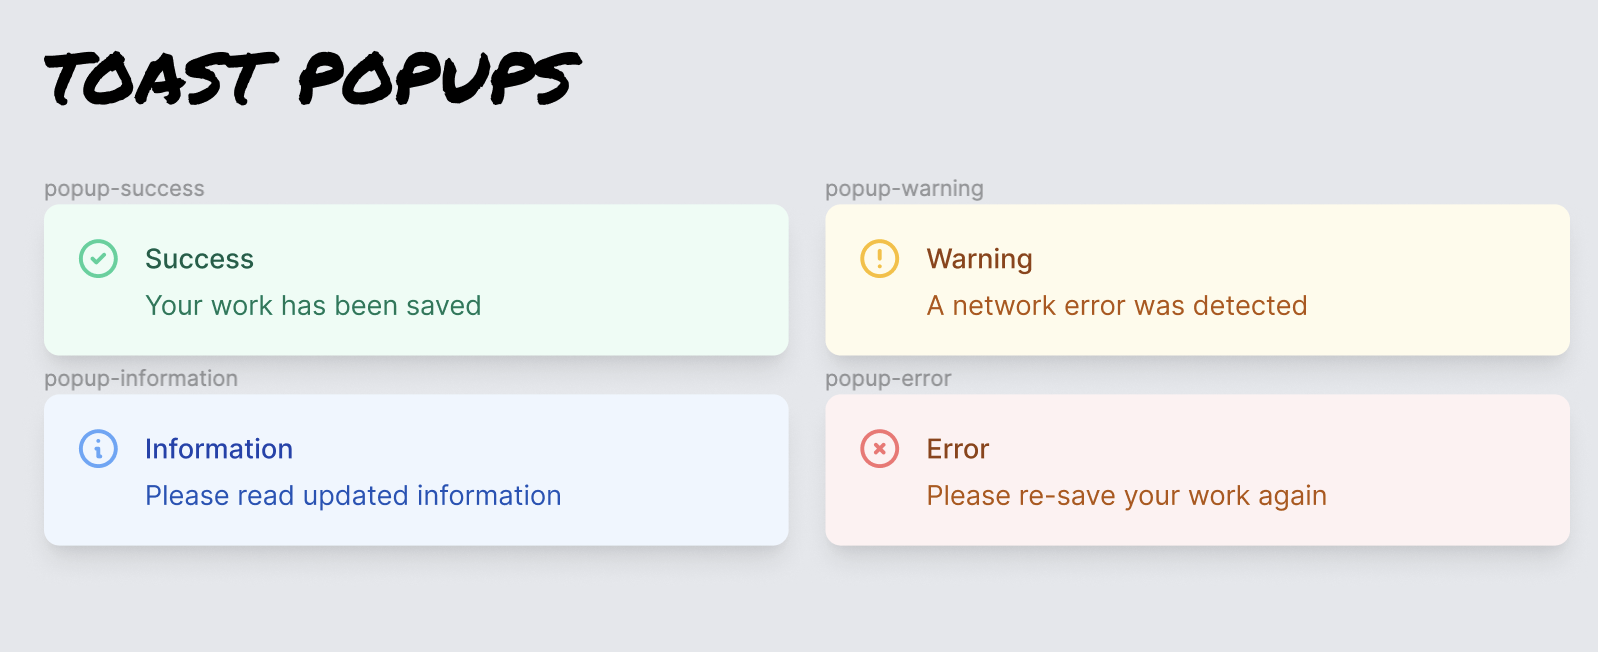 TOAST POPUPS
popup-success
Success
Your work has been saved
popup-warning
Warning
A network error was detected
popup-information
Information
Please read updated information
popup-error
Error
Please re-save your work again